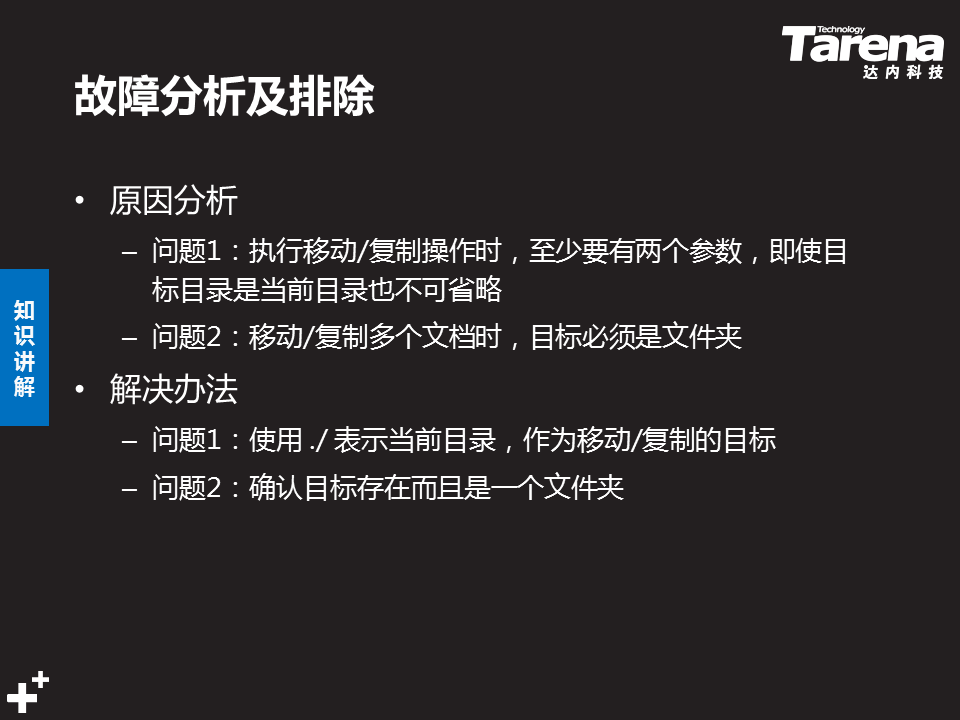 Technology
Tarena
达内科技
故障分析及排除
• 原因分析
– 问题1：执行移动/复制操作时，至少要有两个参数，即使目
标目录是当前目录也不可省略
– 问题2：移动/复制多个文档时，目标必须是文件夹
知识讲解
• 解决办法
– 问题1：使用 ./ 表示当前目录，作为移动/复制的目标
– 问题2：确认目标存在而且是一个文件夹